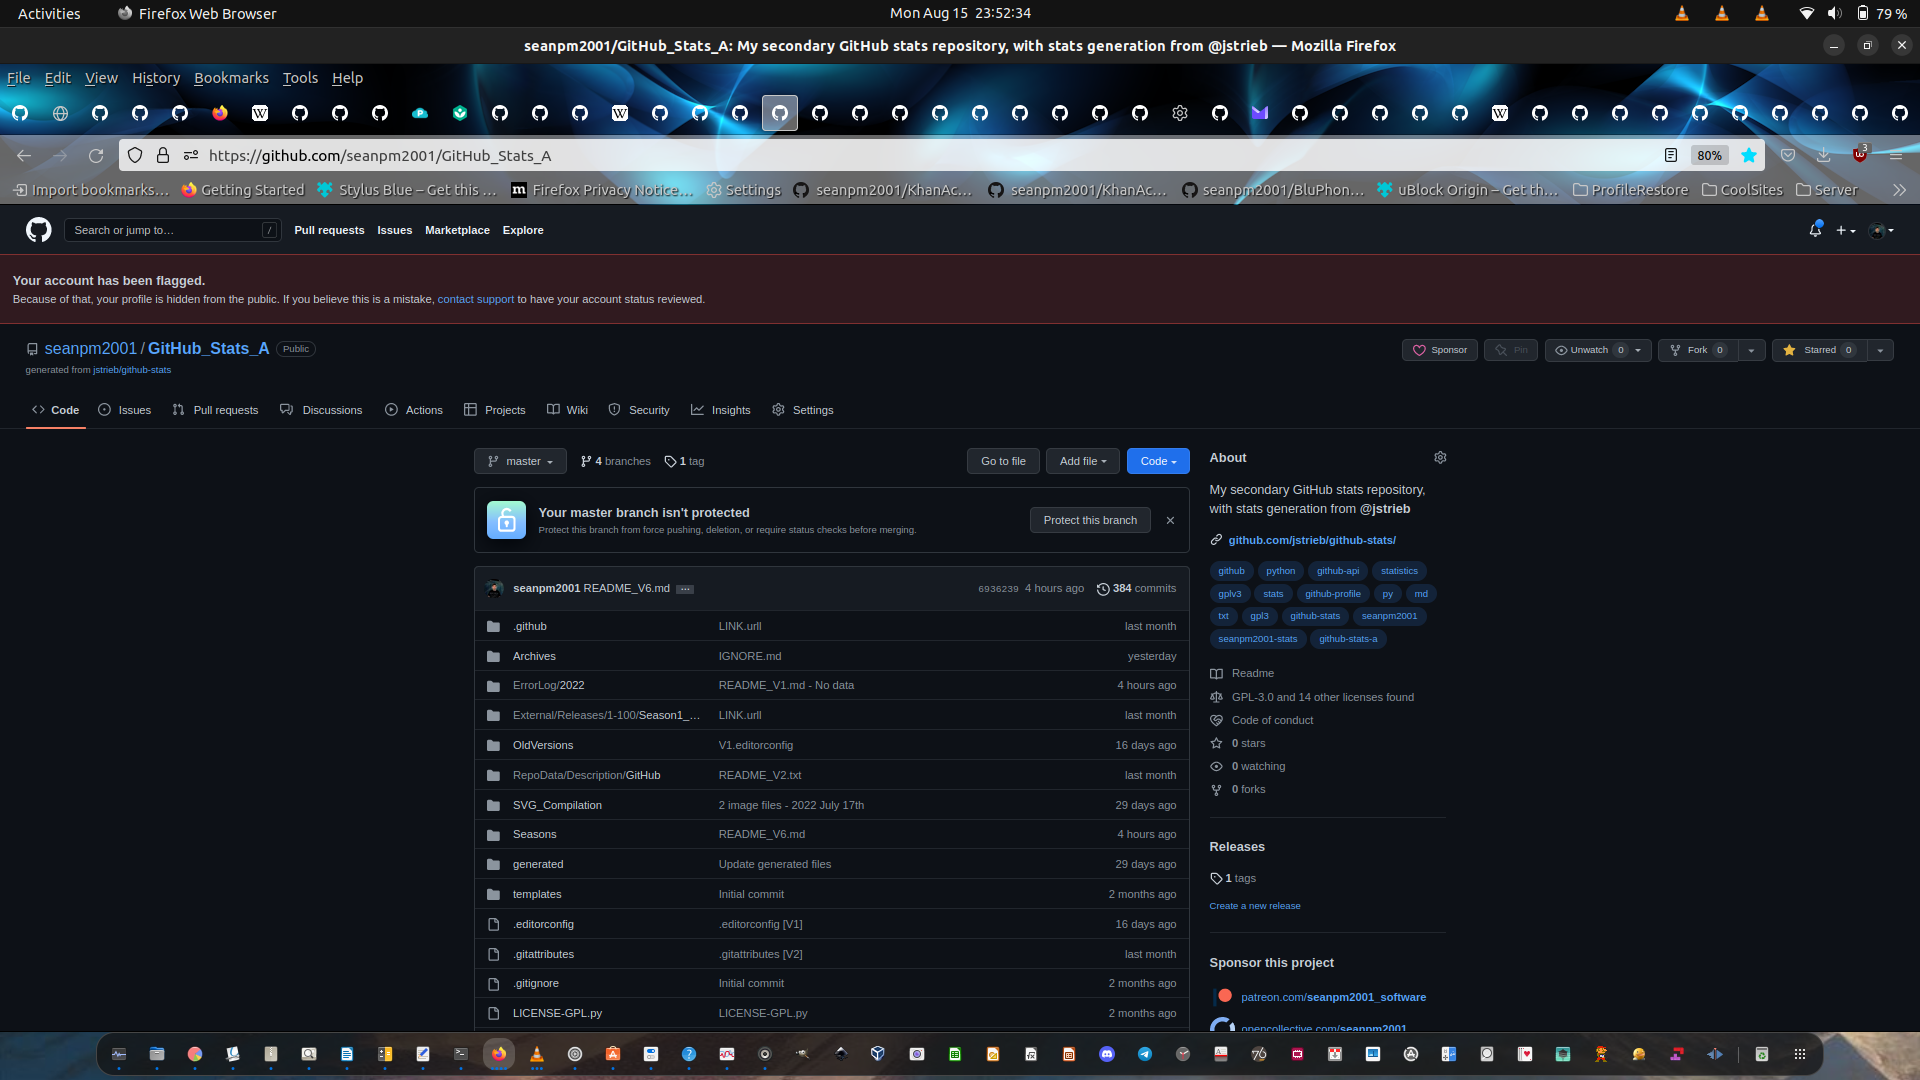 Activities Firefox Web Browser Mon Aug 15 23:52:34 79 %
seanpm2001/GitHub_Stats_A: My secondary GitHub stats repository, with stats generation from @jstrieb — Mozilla Firefox
File Edit View History Bookmarks Tools Help
https://github.com/seanpm2001/GitHub_Stats_A 80% 3
Import bookmarks... Getting Started Stylus Blue – Get this ... Firefox Privacy Notice... Settings seanpm2001/KhanAc... seanpm2001/KhanAc... seanpm2001/BluPhon... uBlock Origin – Get th... ProfileRestore CoolSites Server
Search or jump to... / Pull requests Issues Marketplace Explore
Your account has been flagged.
Because of that, your profile is hidden from the public. If you believe this is a mistake, contact support to have your account status reviewed.
seanpm2001 / GitHub_Stats_A Public Sponsor Pin Unwatch 0 Fork 0 Starred 0
generated from jstrieb/github-stats
Code Issues Pull requests Discussions Actions Projects Wiki Security Insights Settings
master 4 branches 1 tag Go to file Add file Code
Your master branch isn't protected
Protect this branch from force pushing, deletion, or require status checks before merging.
Protect this branch
seanpm2001 README_V6.md ... 6936239 4 hours ago 384 commits
.github LINK.urll last month
Archives IGNORE.md yesterday
ErrorLog/2022 README_V1.md - No data 4 hours ago
External/Releases/1-100/Season1_... LINK.urll last month
OldVersions V1.editorconfig 16 days ago
RepoData/Description/GitHub README_V2.txt last month
SVG_Compilation 2 image files - 2022 July 17th 29 days ago
Seasons README_V6.md 4 hours ago
generated Update generated files 29 days ago
templates Initial commit 2 months ago
.editorconfig .editorconfig [V1] 16 days ago
.gitattributes .gitattributes [V2] last month
.gitignore Initial commit 2 months ago
LICENSE-GPL.py LICENSE-GPL.py 2 months ago
About
My secondary GitHub stats repository,
with stats generation from @jstrieb
github.com/jstrieb/github-stats/
github python github-api statistics
gplv3 stats github-profile py md
txt gpl3 github-stats seanpm2001
seanpm2001-stats github-stats-a
Readme
GPL-3.0 and 14 other licenses found
Code of conduct
0 stars
0 watching
0 forks
Releases
1 tags
Create a new release
Sponsor this project
patreon.com/seanpm2001_software
opencollective.com/seanpm2001